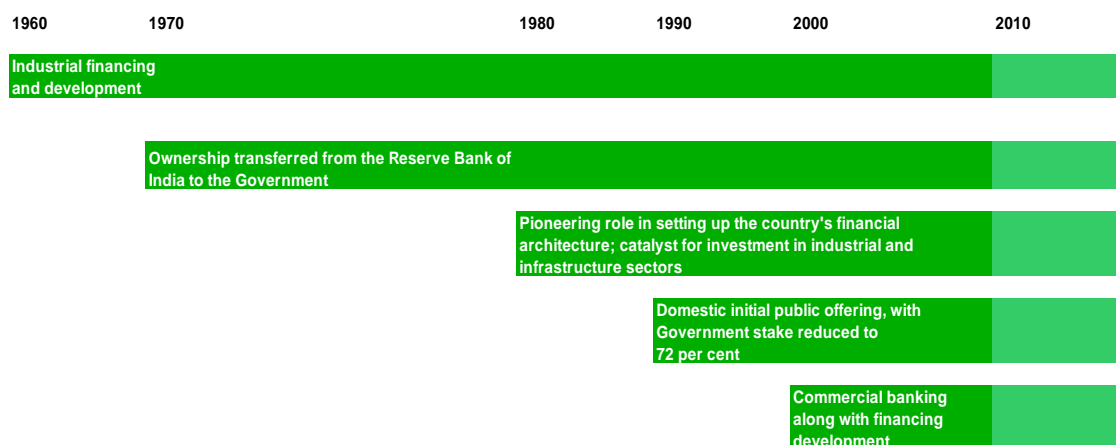 1960 1970 1980 1990 2000 2010
Industrial financing
and development
Ownership transferred from the Reserve Bank of
India to the Government
Pioneering role in setting up the country's financial
architecture; catalyst for investment in industrial and
infrastructure sectors
Domestic initial public offering, with
Government stake reduced to
72 per cent
Commercial banking
along with financing
development